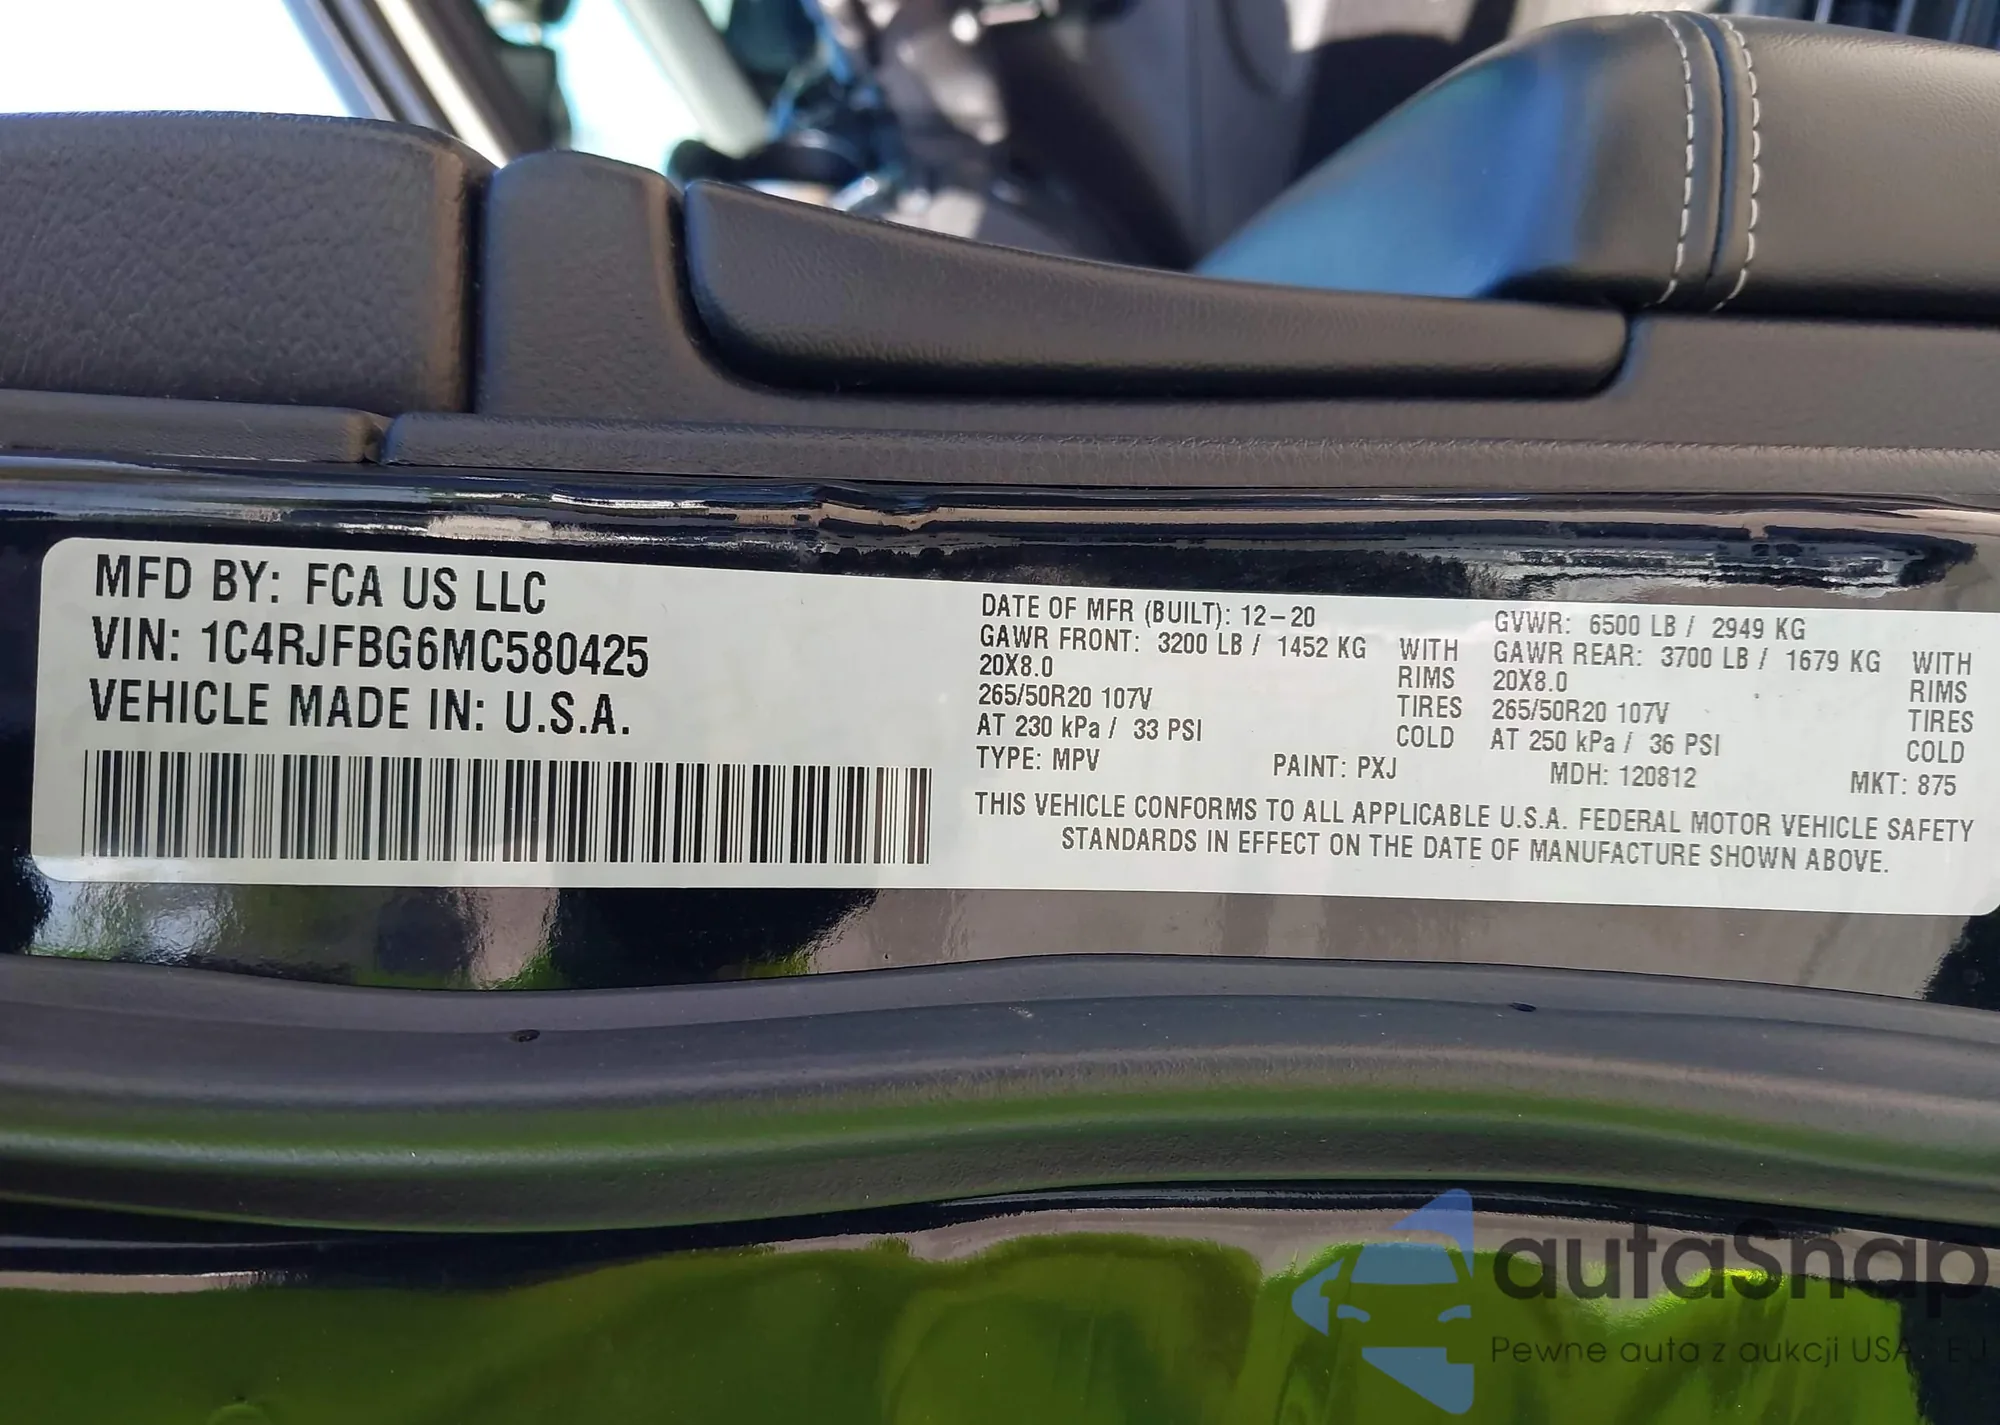 MFD BY: FCA US LLC
VIN: 1C4RJFBG6MC580425
VEHICLE MADE IN: U.S.A.
DATE OF MFR (BUILT): 12-20
GAWR FRONT: 3200 LB / 1452 KG WITH
20X8.0 RIMS
265/50R20 107V TIRES
AT 230 kPa / 33 PSI COLD
GVWR: 6500 LB / 2949 KG
GAWR REAR: 3700 LB / 1679 KG WITH
20X8.0 RIMS
265/50R20 107V TIRES
AT 250 kPa / 36 PSI COLD
TYPE: MPV PAINT: PXJ MDH: 120812 MKT: 875
THIS VEHICLE CONFORMS TO ALL APPLICABLE U.S.A. FEDERAL MOTOR VEHICLE SAFETY
STANDARDS IN EFFECT ON THE DATE OF MANUFACTURE SHOWN ABOVE.
autaSnap
Pewne auta z aukcji USA